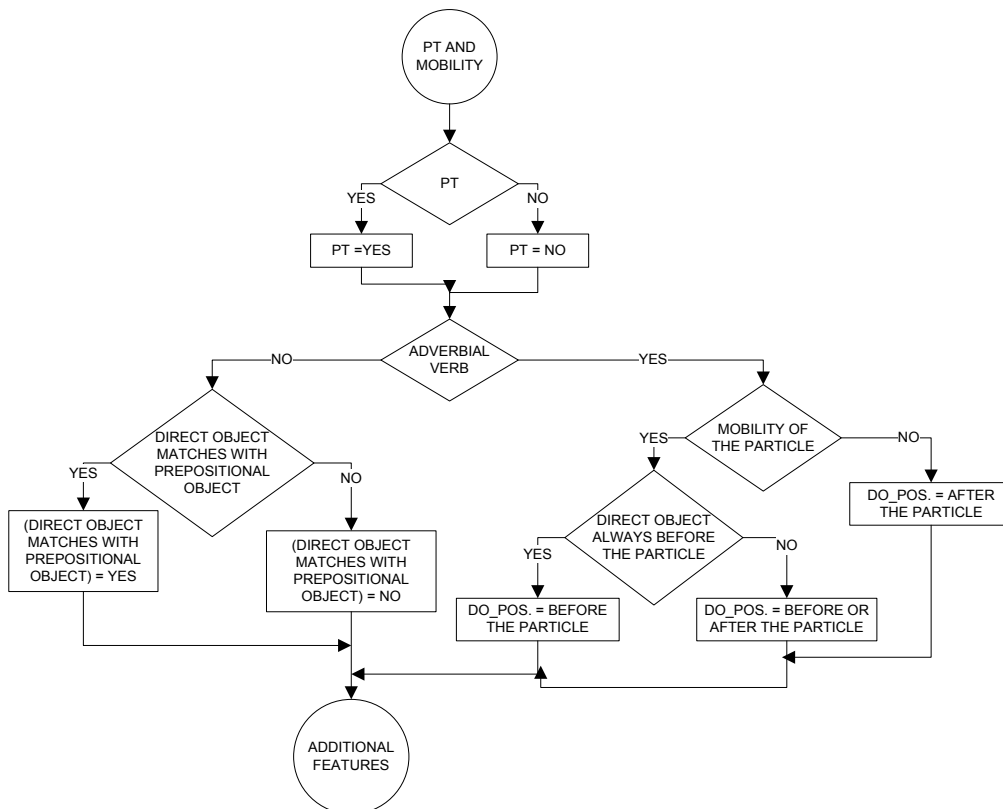 PT AND
MOBILITY
PT
YES
NO
PT =YES
PT = NO
ADVERBIAL
VERB
NO
YES
DIRECT OBJECT
MATCHES WITH
PREPOSITIONAL
OBJECT
YES
NO
(DIRECT OBJECT
MATCHES WITH
PREPOSITIONAL
OBJECT) = YES
(DIRECT OBJECT
MATCHES WITH
PREPOSITIONAL
OBJECT) = NO
MOBILITY OF
THE PARTICLE
YES
NO
DO_POS. = AFTER
THE PARTICLE
DIRECT OBJECT
ALWAYS BEFORE
THE PARTICLE
YES
NO
DO_POS. = BEFORE
THE PARTICLE
DO_POS. = BEFORE OR
AFTER THE PARTICLE
ADDITIONAL
FEATURES